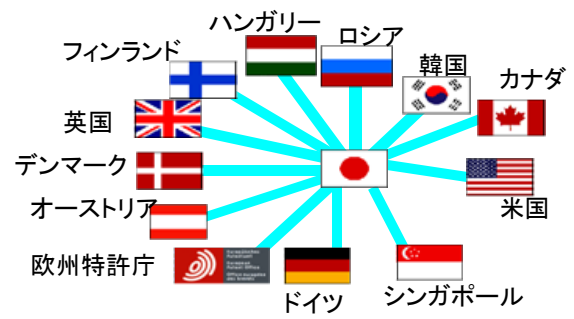 ハンガリー
ロシア
フィンランド
韓国
カナダ
英国
デンマーク
米国
オーストリア
欧州特許庁
ドイツ
シンガポール